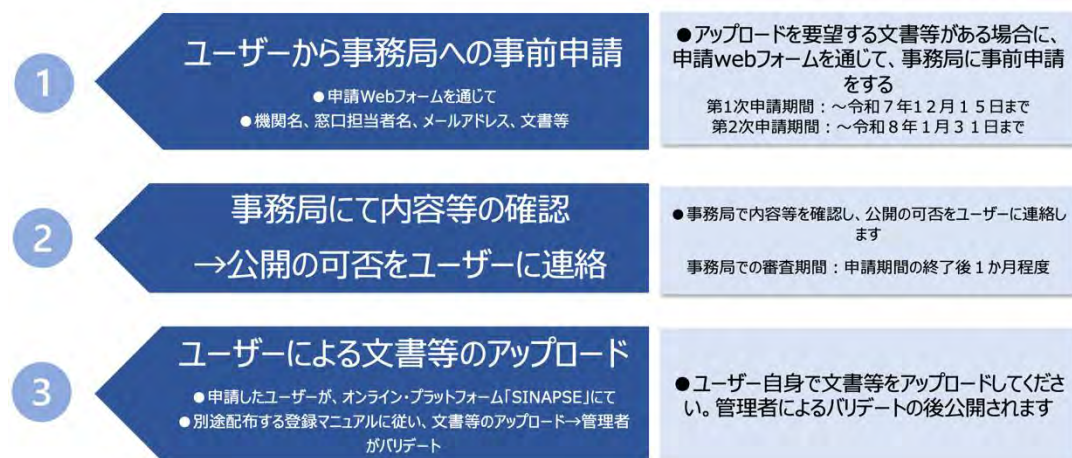 1
ユーザーから事務局への事前申請
●申請Webフォームを通じて
●機関名、窓口担当者名、メールアドレス、文書等
●アップロードを要望する文書等がある場合に、
申請webフォームを通じて、事務局に事前申請
をする
第1次申請期間：～令和７年１２月１５日まで
第2次申請期間：～令和８年１月３１日まで
2
事務局にて内容等の確認
→公開の可否をユーザーに連絡
●事務局で内容等を確認し、公開の可否をユーザーに連絡し
ます
事務局での審査期間：申請期間の終了後１か月程度
3
ユーザーによる文書等のアップロード
●申請したユーザーが、オンライン・プラットフォーム「SINAPSE」にて
●別途配布する登録マニュアルに従い、文書等のアップロード→管理者
がバリデート
●ユーザー自身で文書等をアップロードしてくださ
い。管理者によるバリデートの後公開されます